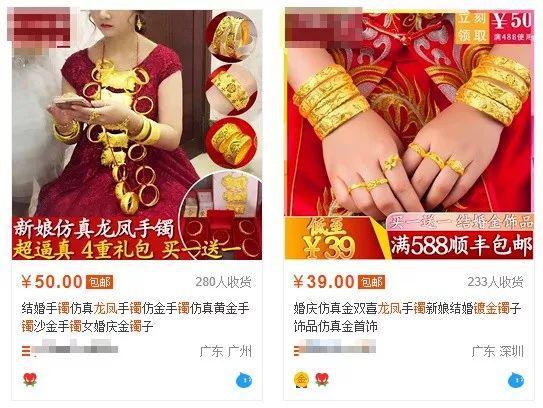 新娘仿真龙凤手镯
超逼真 4重礼包 买一送一
￥50.00 包邮 280人收货
结婚手镯仿真龙凤手镯仿金手镯仿真黄金手
镯沙金手镯女婚庆金镯子
广东 广州
立刻 ￥50
领取 满488使用
低至
￥39
买一送一 结婚金饰品
满588顺丰包邮
￥39.00 包邮 233人收货
婚庆仿真金双喜龙凤手镯新娘结婚镀金镯子
饰品仿真金首饰
广东 深圳
金